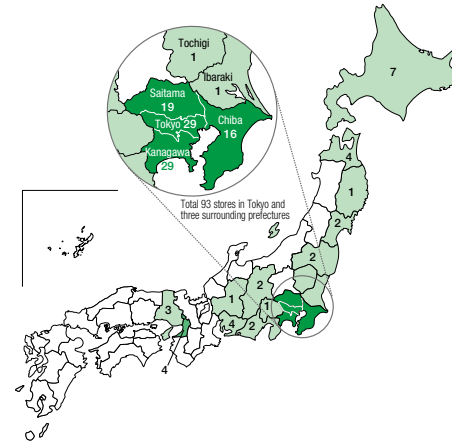 Tochigi
1
Ibaraki
1
Saitama
19
Tokyo 29
Chiba
16
Kanagawa
29
Total 93 stores in Tokyo and
three surrounding prefectures
7
4
1
2
2
2
1
1
3
4
2
4